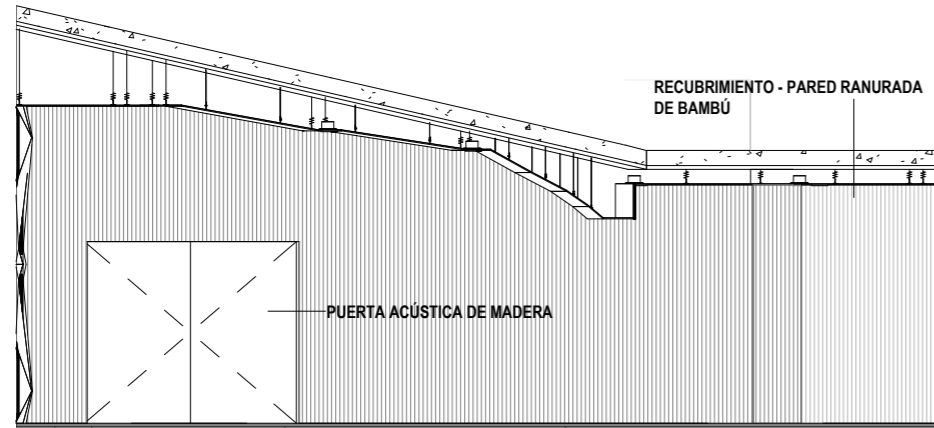 RECUBRIMIENTO - PARED RANURADA
DE BAMBÚ
PUERTA ACÚSTICA DE MADERA